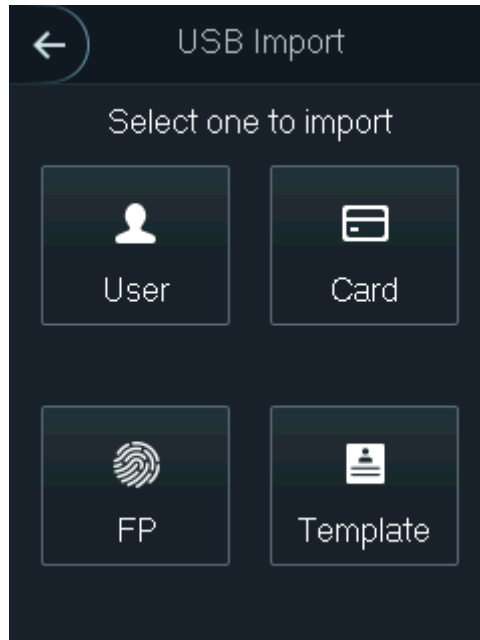 USB Import
Select one to import
User
Card
FP
Template